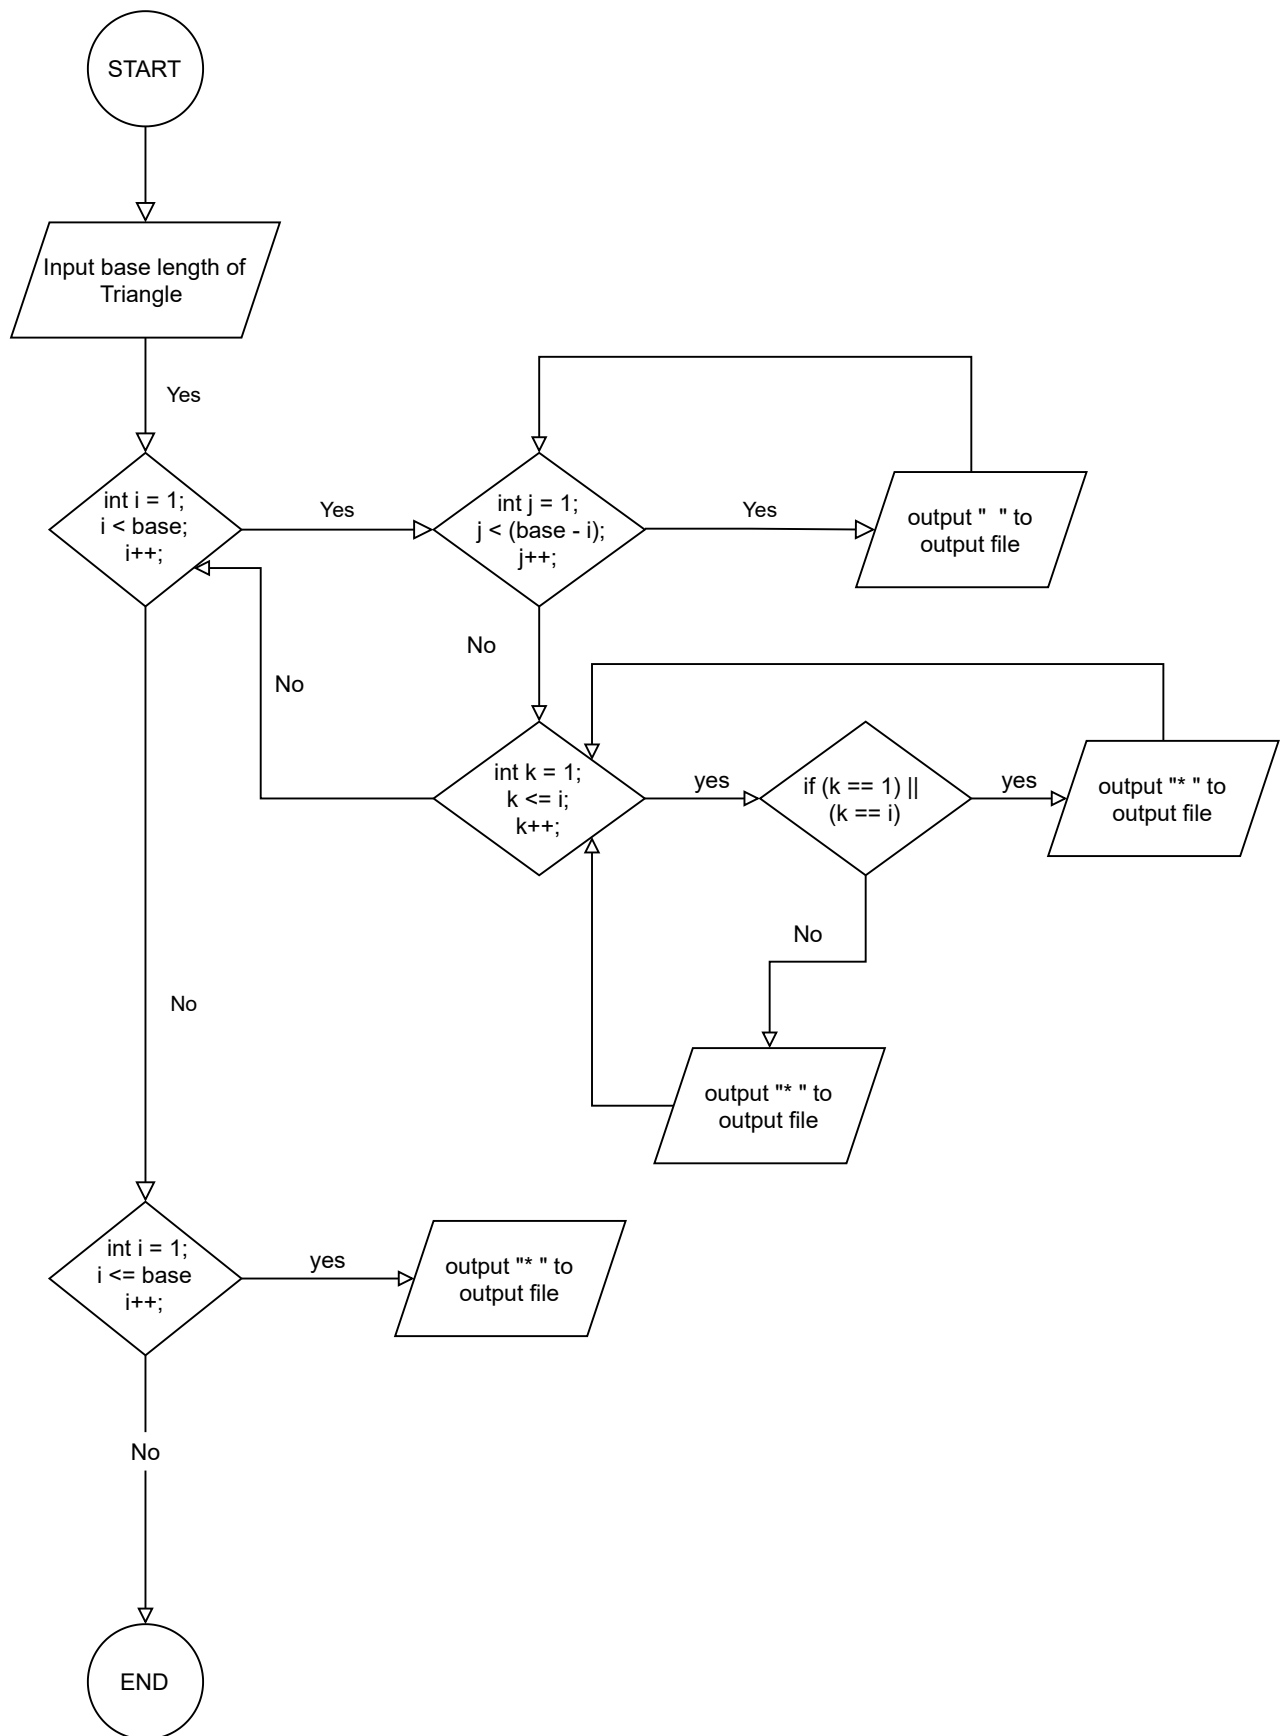 START
Input base length of
Triangle
Yes
int i = 1;
i < base;
i++;
Yes
int j = 1;
j < (base - i);
j++;
Yes
output "  " to
output file
No
No
int k = 1;
k <= i;
k++;
yes
if (k == 1) ||
(k == i)
yes
output "* " to
output file
No
output "* " to
output file
No
int i = 1;
i <= base
i++;
yes
output "* " to
output file
No
END